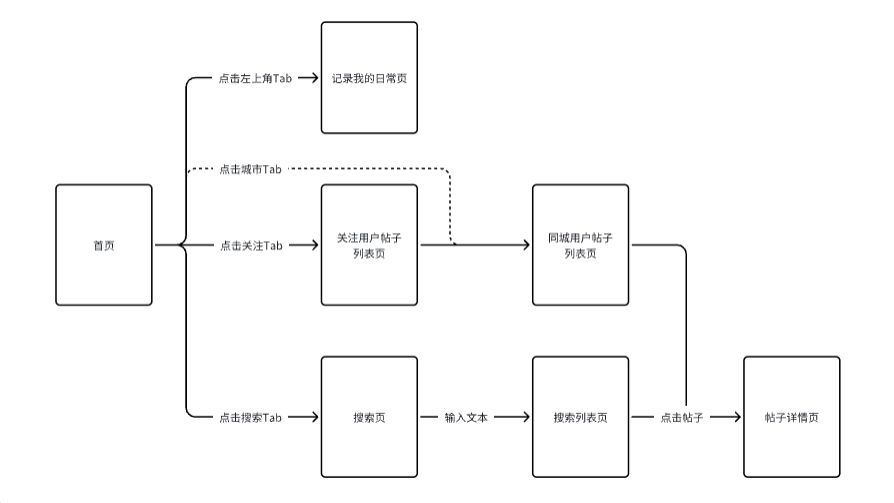 点击左上角Tab
记录我的日常页
点击城市Tab
首页
点击关注Tab
关注用户帖子
列表页
同城用户帖子
列表页
点击搜索Tab
搜索页
输入文本
搜索列表页
点击帖子
帖子详情页